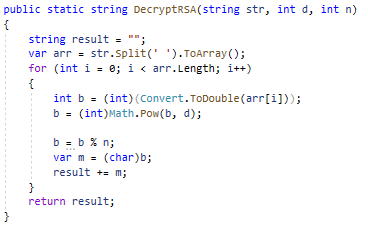 public static string DecryptRSA(string str, int d, int n)
{
string result = "";
var arr = str.Split(' ').ToArray();
for (int i = 0; i < arr.Length; i++)
{
int b = (int)(Convert.ToDouble(arr[i]));
b = (int)Math.Pow(b, d);
b = b % n;
var m = (char)b;
result += m;
}
return result;
}